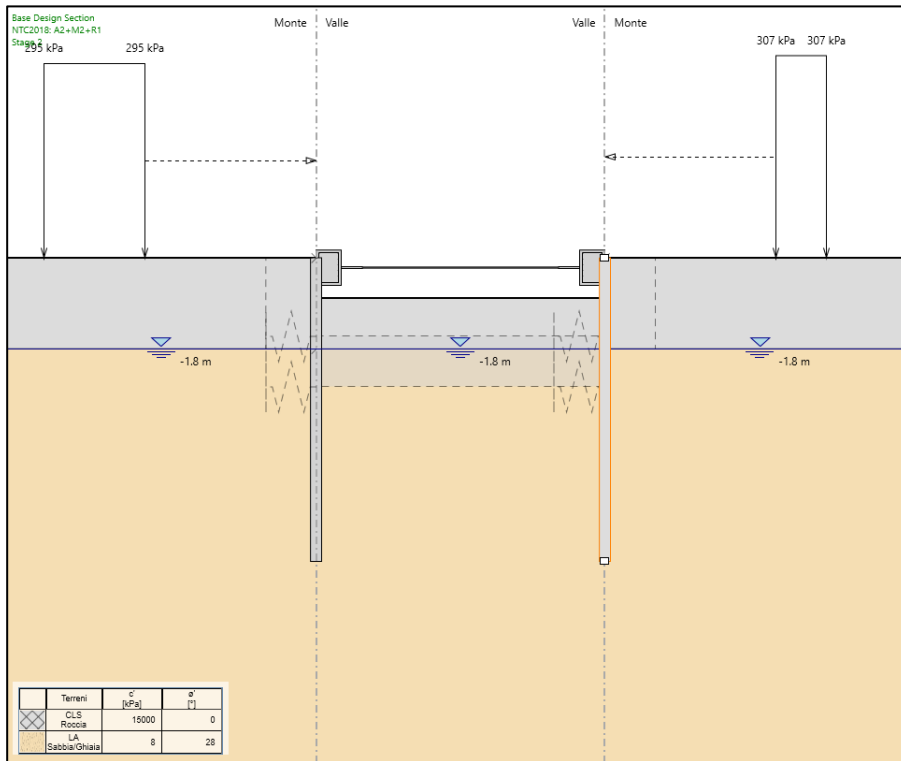 Base Design Section
NTC2018: A2+M2+R1
Stage 2
Monte Valle
Valle Monte
295 kPa 295 kPa
307 kPa 307 kPa
-1.8 m
-1.8 m
-1.8 m
Terreni c' [kPa] ø' [°]
CLS
Roccia 15000 0
LA
Sabbia/Ghiaia 8 28